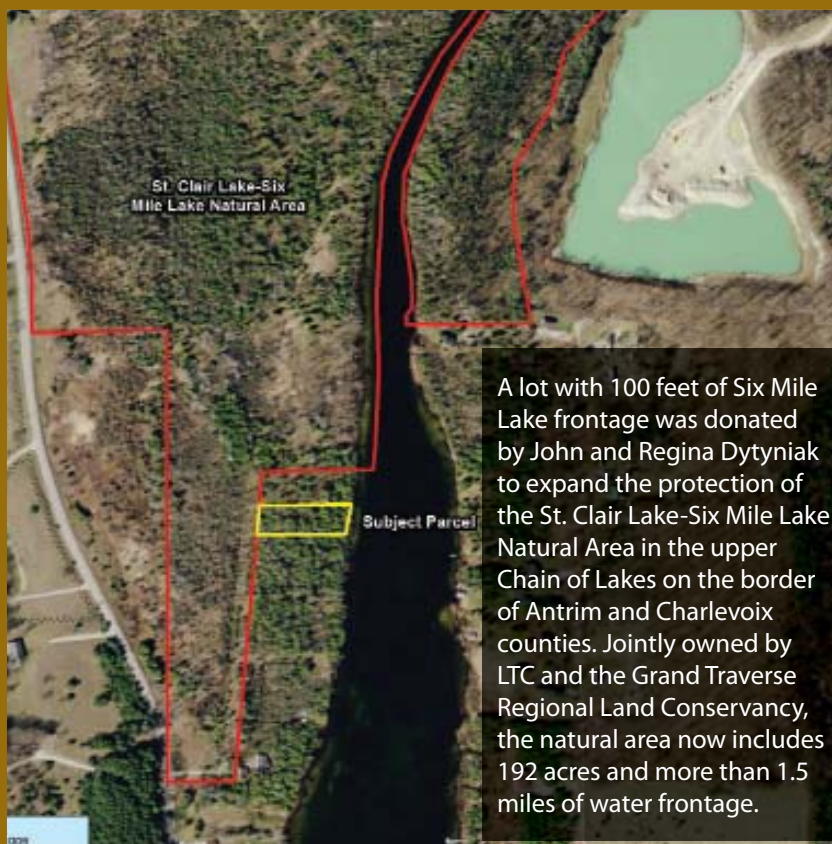 St. Clair Lake-Six
Mile Lake Natural Area
Subject Parcel
A lot with 100 feet of Six Mile
Lake frontage was donated
by John and Regina Dytyniak
to expand the protection of
the St. Clair Lake-Six Mile Lake
Natural Area in the upper
Chain of Lakes on the border
of Antrim and Charlevoix
counties. Jointly owned by
LTC and the Grand Traverse
Regional Land Conservancy,
the natural area now includes
192 acres and more than 1.5
miles of water frontage.